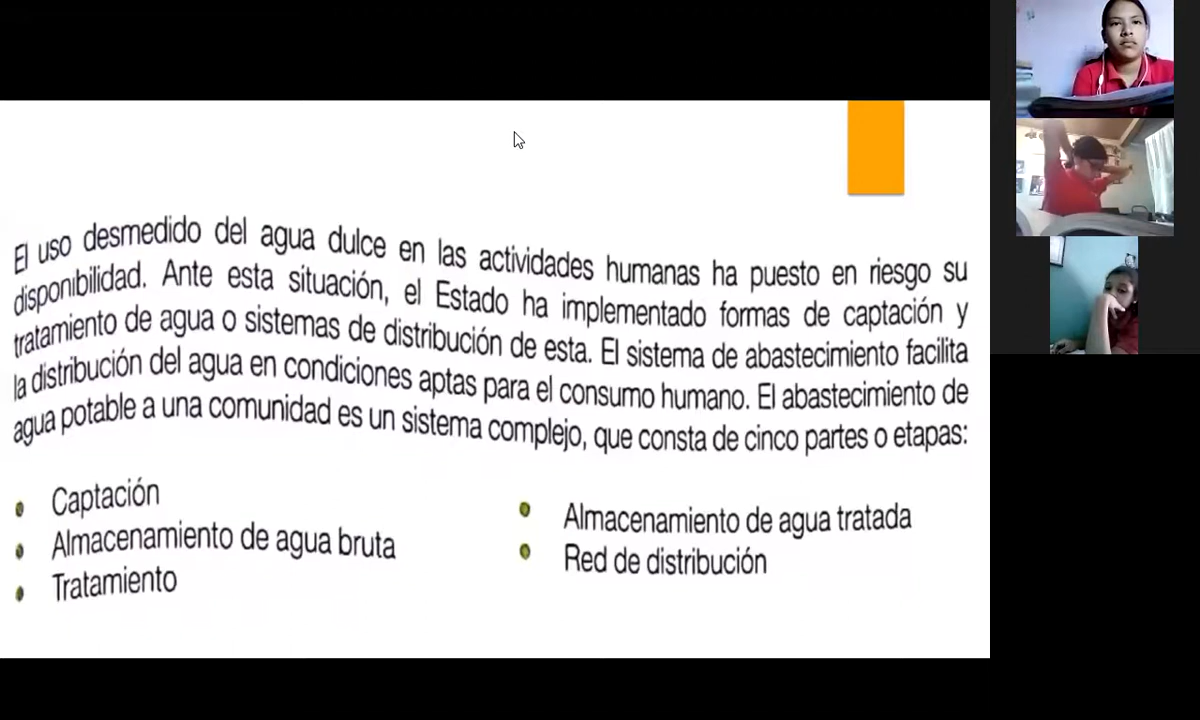 El uso desmedido del agua dulce en las actividades humanas ha puesto en riesgo su
disponibilidad. Ante esta situación, el Estado ha implementado formas de captación y
tratamiento de agua o sistemas de distribución de esta. El sistema de abastecimiento facilita
la distribución del agua en condiciones aptas para el consumo humano. El abastecimiento de
agua potable a una comunidad es un sistema complejo, que consta de cinco partes o etapas:
Captación
Almacenamiento de agua bruta
Tratamiento
Almacenamiento de agua tratada
Red de distribución